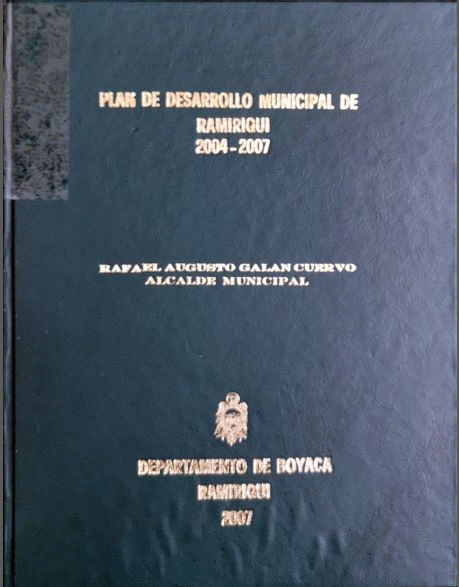 PLAN DE DESARROLLO MUNICIPAL DE
RAMIRIQUI
2004-2007
RAFAEL AUGUSTO GALAN CUERVO
ALCALDE MUNICIPAL
DEPARTAMENTO DE BOYACA
RAMIRIQUI
2007